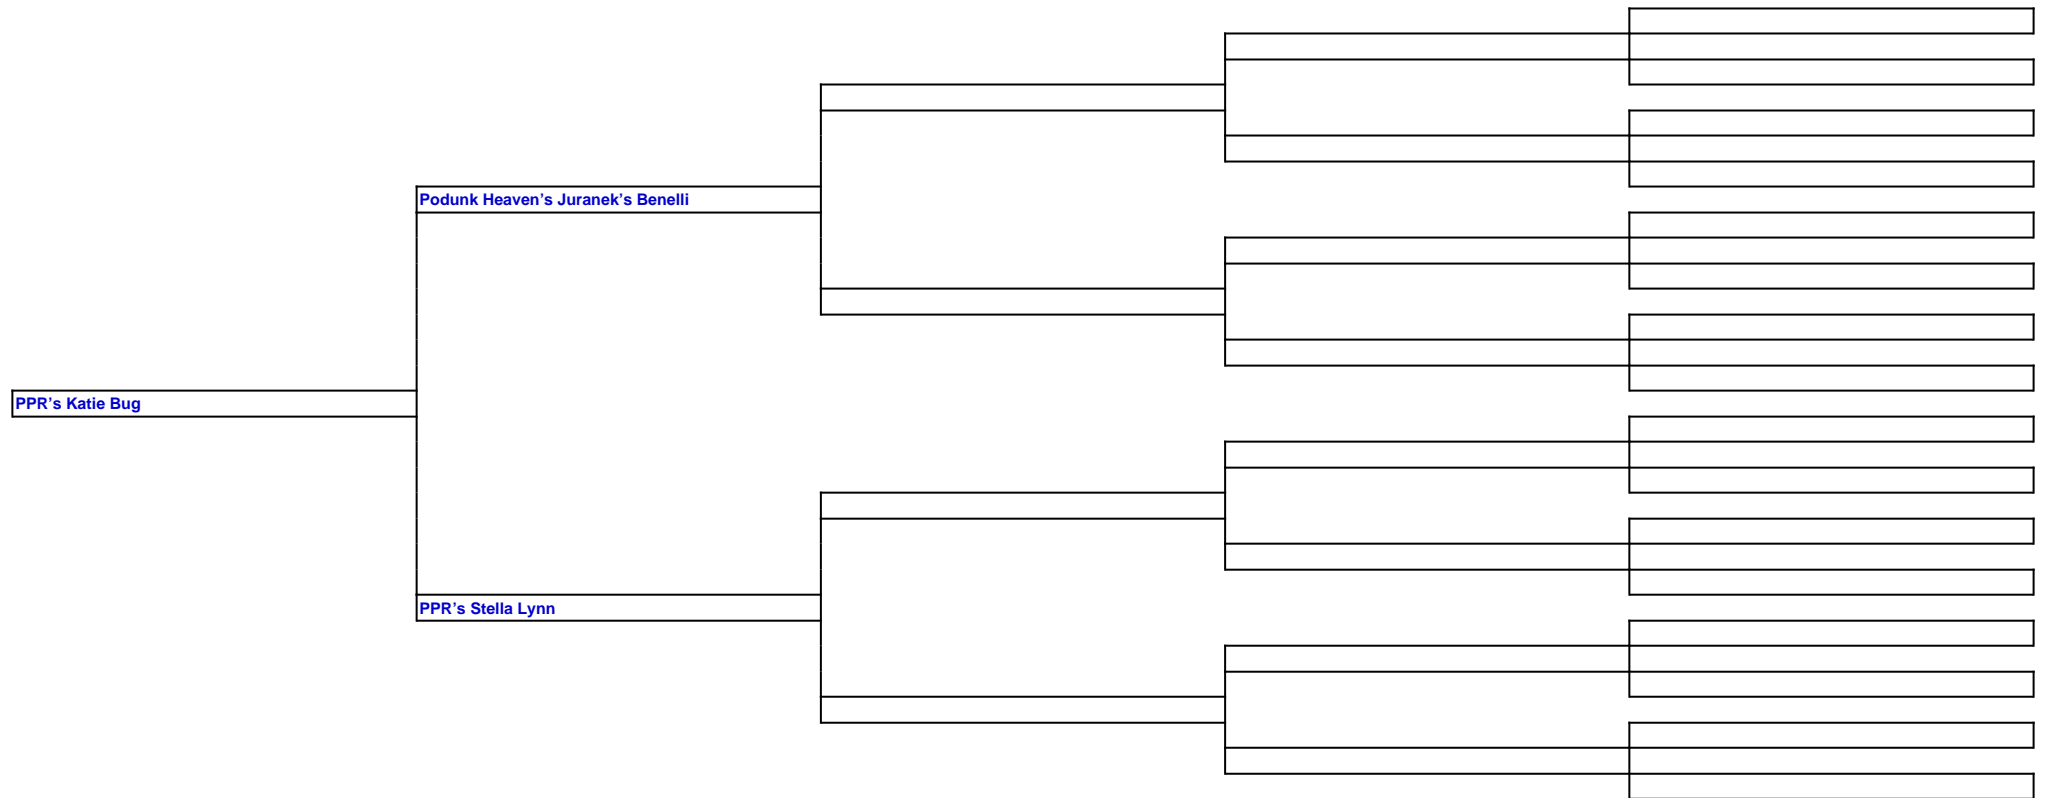 Podunk Heaven’s Juranek’s Benelli
PPR’s Katie Bug
PPR’s Stella Lynn